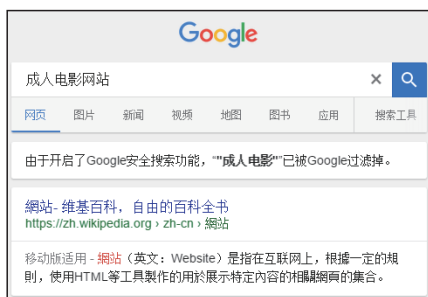 Google
成人电影网站
网页 图片 新闻 视频 地图 图书 应用 搜索工具
由于开启了Google安全搜索功能，“"成人电影"”已被Google过滤掉。
網站- 维基百科，自由的百科全书
https://zh.wikipedia.org › zh-cn › 網站
移动版适用 - 網站（英文：Website）是指在互联网上，根據一定的規
則，使用HTML等工具製作的用於展示特定內容的相關網頁的集合。